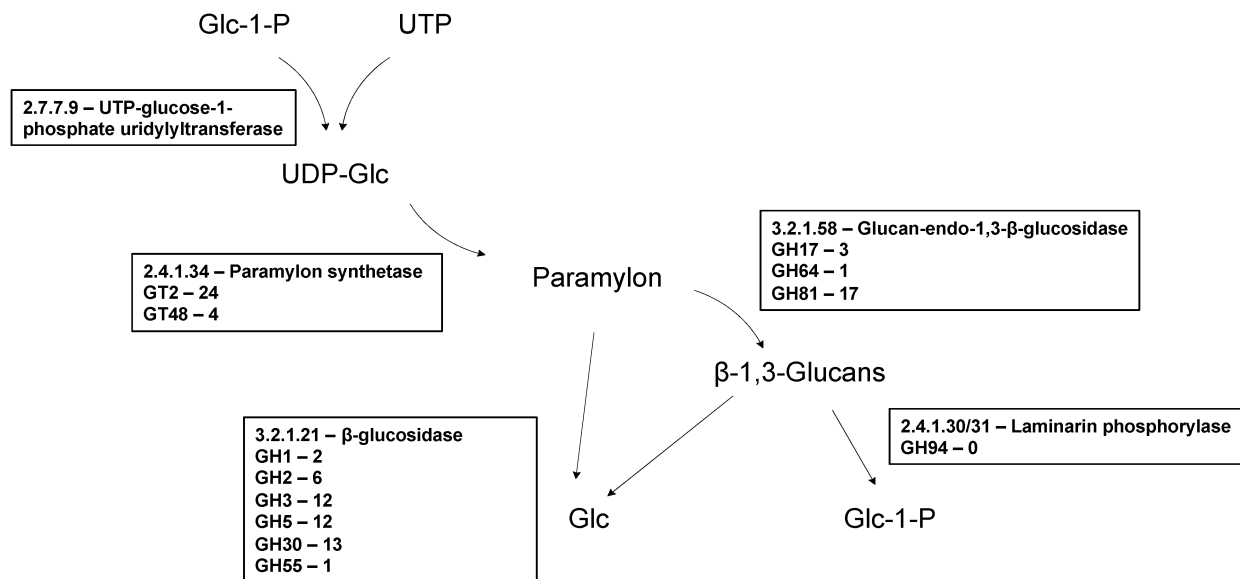 Glc-1-P
UTP
2.7.7.9 – UTP-glucose-1-
phosphate uridylyltransferase
UDP-Glc
3.2.1.58 – Glucan-endo-1,3-β-glucosidase
GH17 – 3
GH64 – 1
GH81 – 17
2.4.1.34 – Paramylon synthetase
GT2 – 24
GT48 – 4
Paramylon
β-1,3-Glucans
2.4.1.30/31 – Laminarin phosphorylase
GH94 – 0
3.2.1.21 – β-glucosidase
GH1 – 2
GH2 – 6
GH3 – 12
GH5 – 12
GH30 – 13
GH55 – 1
Glc
Glc-1-P